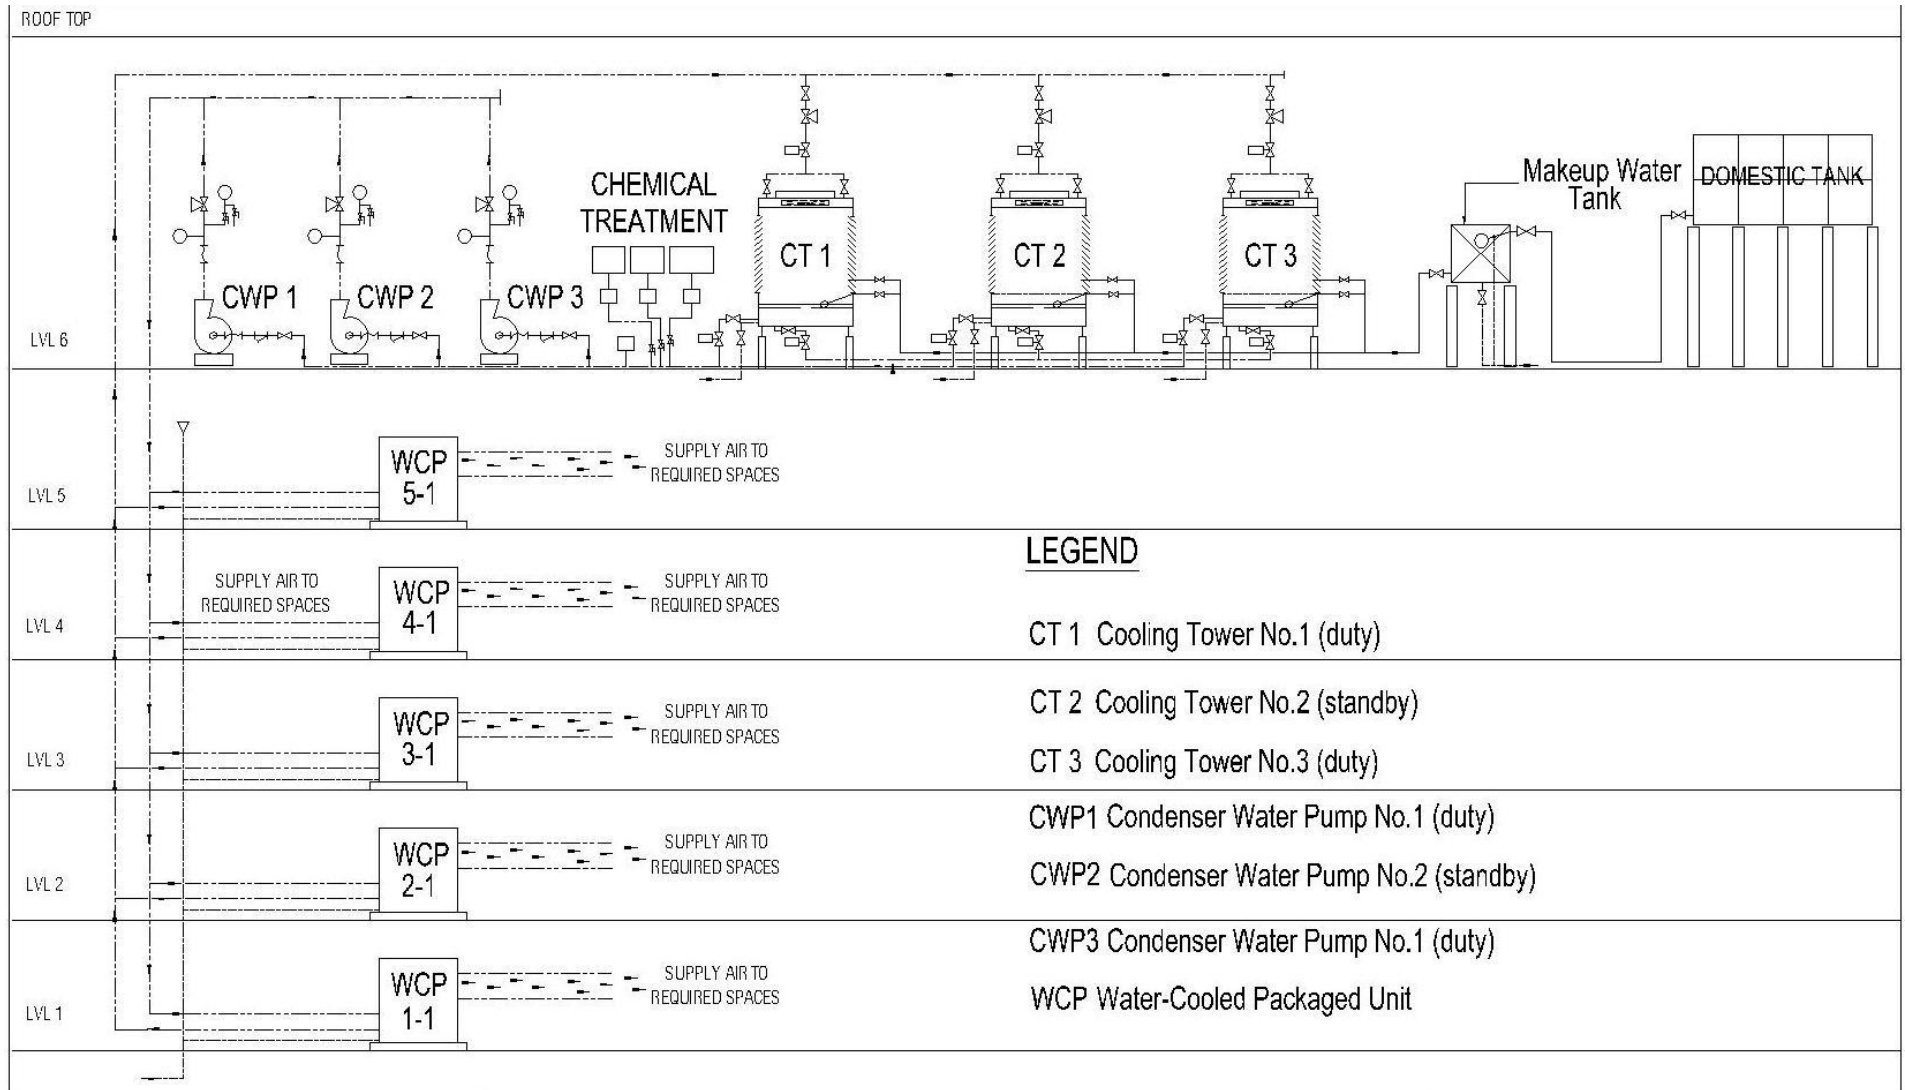 ROOF TOP
CHEMICAL
TREATMENT
Makeup Water
Tank
DOMESTIC TANK
CT 1
CT 2
CT 3
CWP 1
CWP 2
CWP 3
LVL 6
WCP
5-1
SUPPLY AIR TO
REQUIRED SPACES
LVL 5
LEGEND
SUPPLY AIR TO
REQUIRED SPACES
WCP
4-1
SUPPLY AIR TO
REQUIRED SPACES
LVL 4
CT 1 Cooling Tower No.1 (duty)
WCP
3-1
SUPPLY AIR TO
REQUIRED SPACES
LVL 3
CT 2 Cooling Tower No.2 (standby)
CT 3 Cooling Tower No.3 (duty)
WCP
2-1
SUPPLY AIR TO
REQUIRED SPACES
LVL 2
CWP1 Condenser Water Pump No.1 (duty)
CWP2 Condenser Water Pump No.2 (standby)
WCP
1-1
SUPPLY AIR TO
REQUIRED SPACES
LVL 1
CWP3 Condenser Water Pump No.1 (duty)
WCP Water-Cooled Packaged Unit